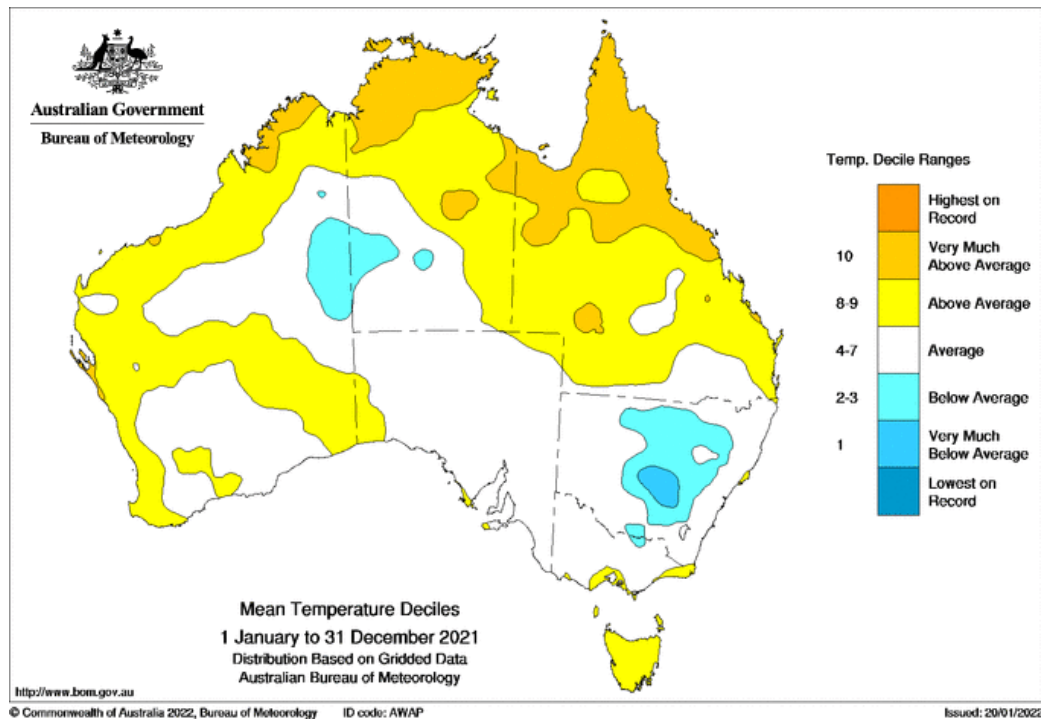 Australian Government
Bureau of Meteorology
Temp. Decile Ranges
Highest on
Record
10
Very Much
Above Average
8-9
Above Average
4-7
Average
2-3
Below Average
1
Very Much
Below Average
Lowest on
Record
Mean Temperature Deciles
1 January to 31 December 2021
Distribution Based on Gridded Data
Australian Bureau of Meteorology
http://www.bom.gov.au
© Commonwealth of Australia 2022, Bureau of Meteorology ID code: AWAP Issued: 20/01/2022